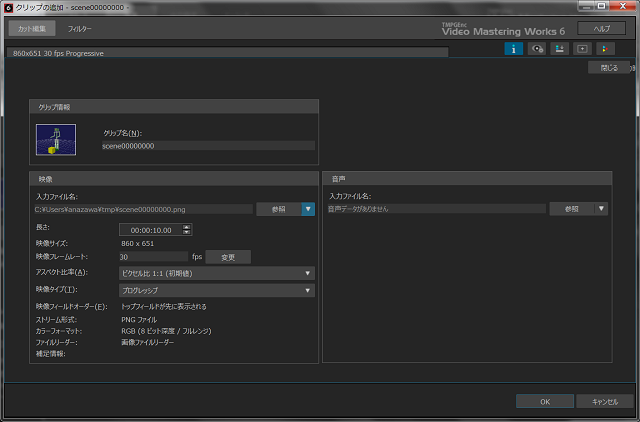 クリップの追加 - scene00000000 :
カット編集 フィルター
TMPGEnc
Video Mastering Works 6
ヘルプ
860x651 30 fps Progressive
閉じる
クリップ情報
クリップ名(N):
scene00000000
映像
入力ファイル名:
C:¥Users¥anazawa¥tmp¥scene00000000.png
参照
長さ:
00:00:10.00
映像サイズ: 860 x 651
映像フレームレート: 30 fps 変更
アスペクト比率(A): ピクセル比 1:1 (初期値)
映像タイプ(T): プログレッシブ
映像フィールドオーダー(E): トップフィールドが先に表示される
ストリーム形式: PNG ファイル
カラーフォーマット: RGB (8 ビット深度 / フルレンジ)
ファイルリーダー: 画像ファイルリーダー
補足情報:
音声
入力ファイル名:
音声データがありません
参照
OK キャンセル